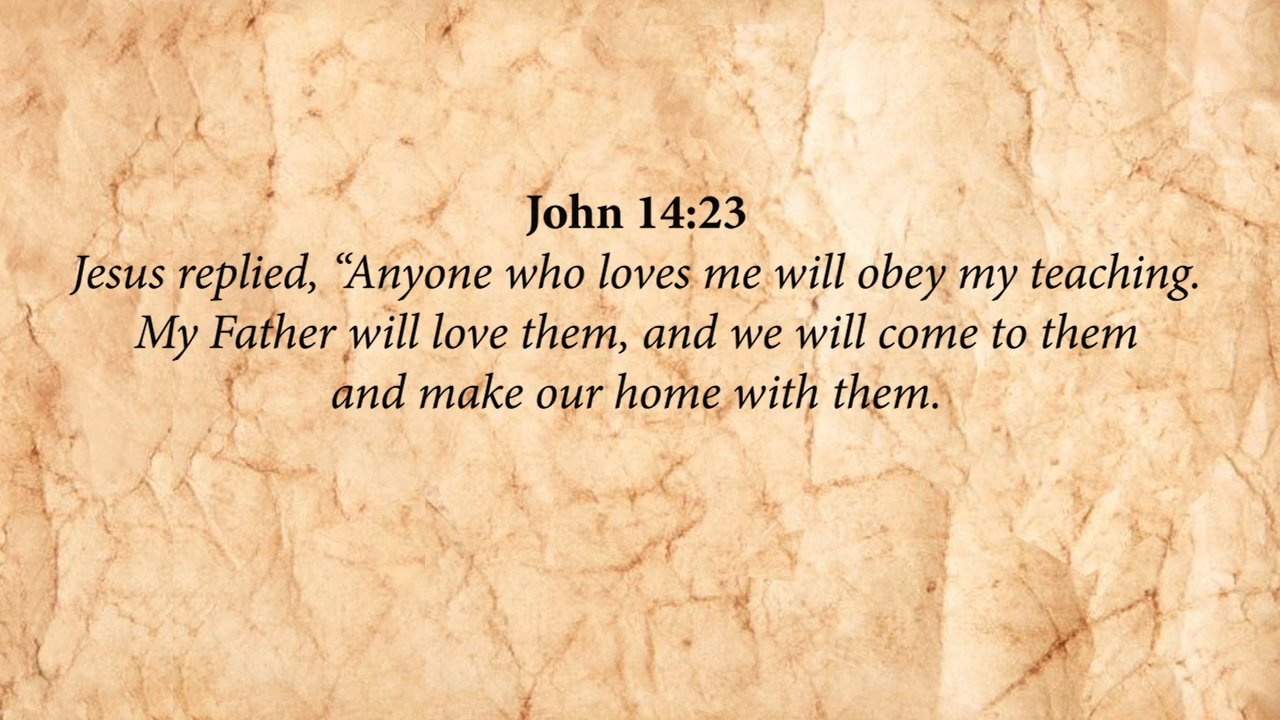 John 14:23
Jesus replied, “Anyone who loves me will obey my teaching.
My Father will love them, and we will come to them
and make our home with them.